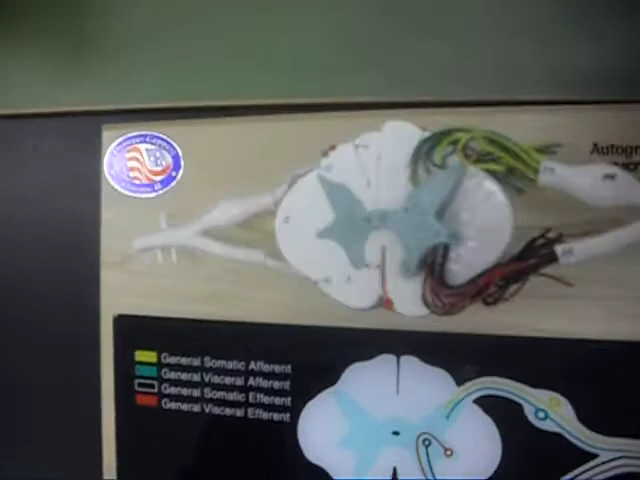 Autogr
General Somatic Afferent
General Visceral Afferent
General Somatic Efferent
General Visceral Efferent